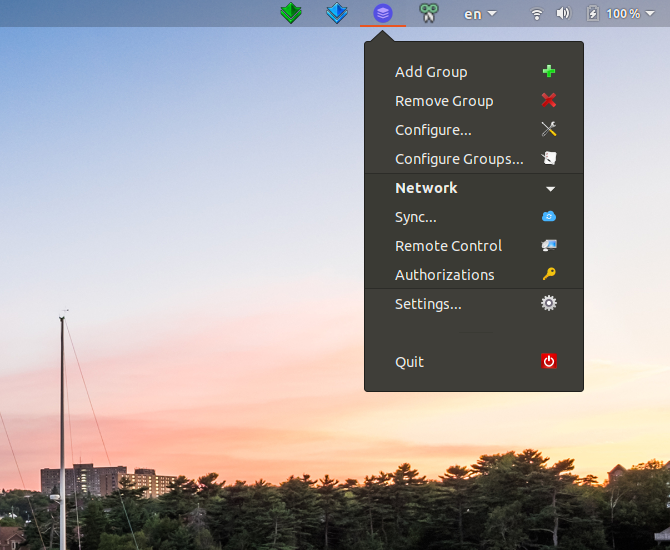 en
100 %
Add Group
Remove Group
Configure...
Configure Groups...
Network
Sync...
Remote Control
Authorizations
Settings...
Quit